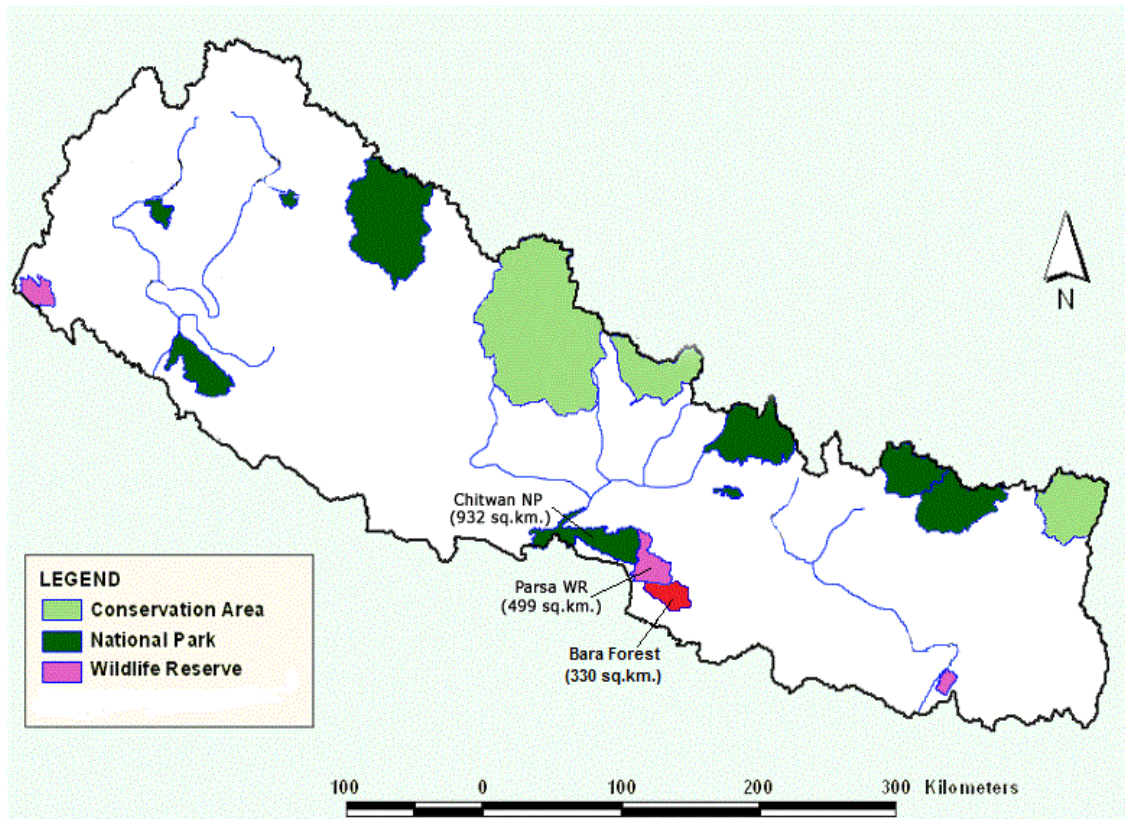 N
Chitwan NP
(932 sq.km.)
Parsa WR
(499 sq.km.)
Bara Forest
(330 sq.km.)
LEGEND
Conservation Area
National Park
Wildlife Reserve
100 0 100 200 300 Kilometers